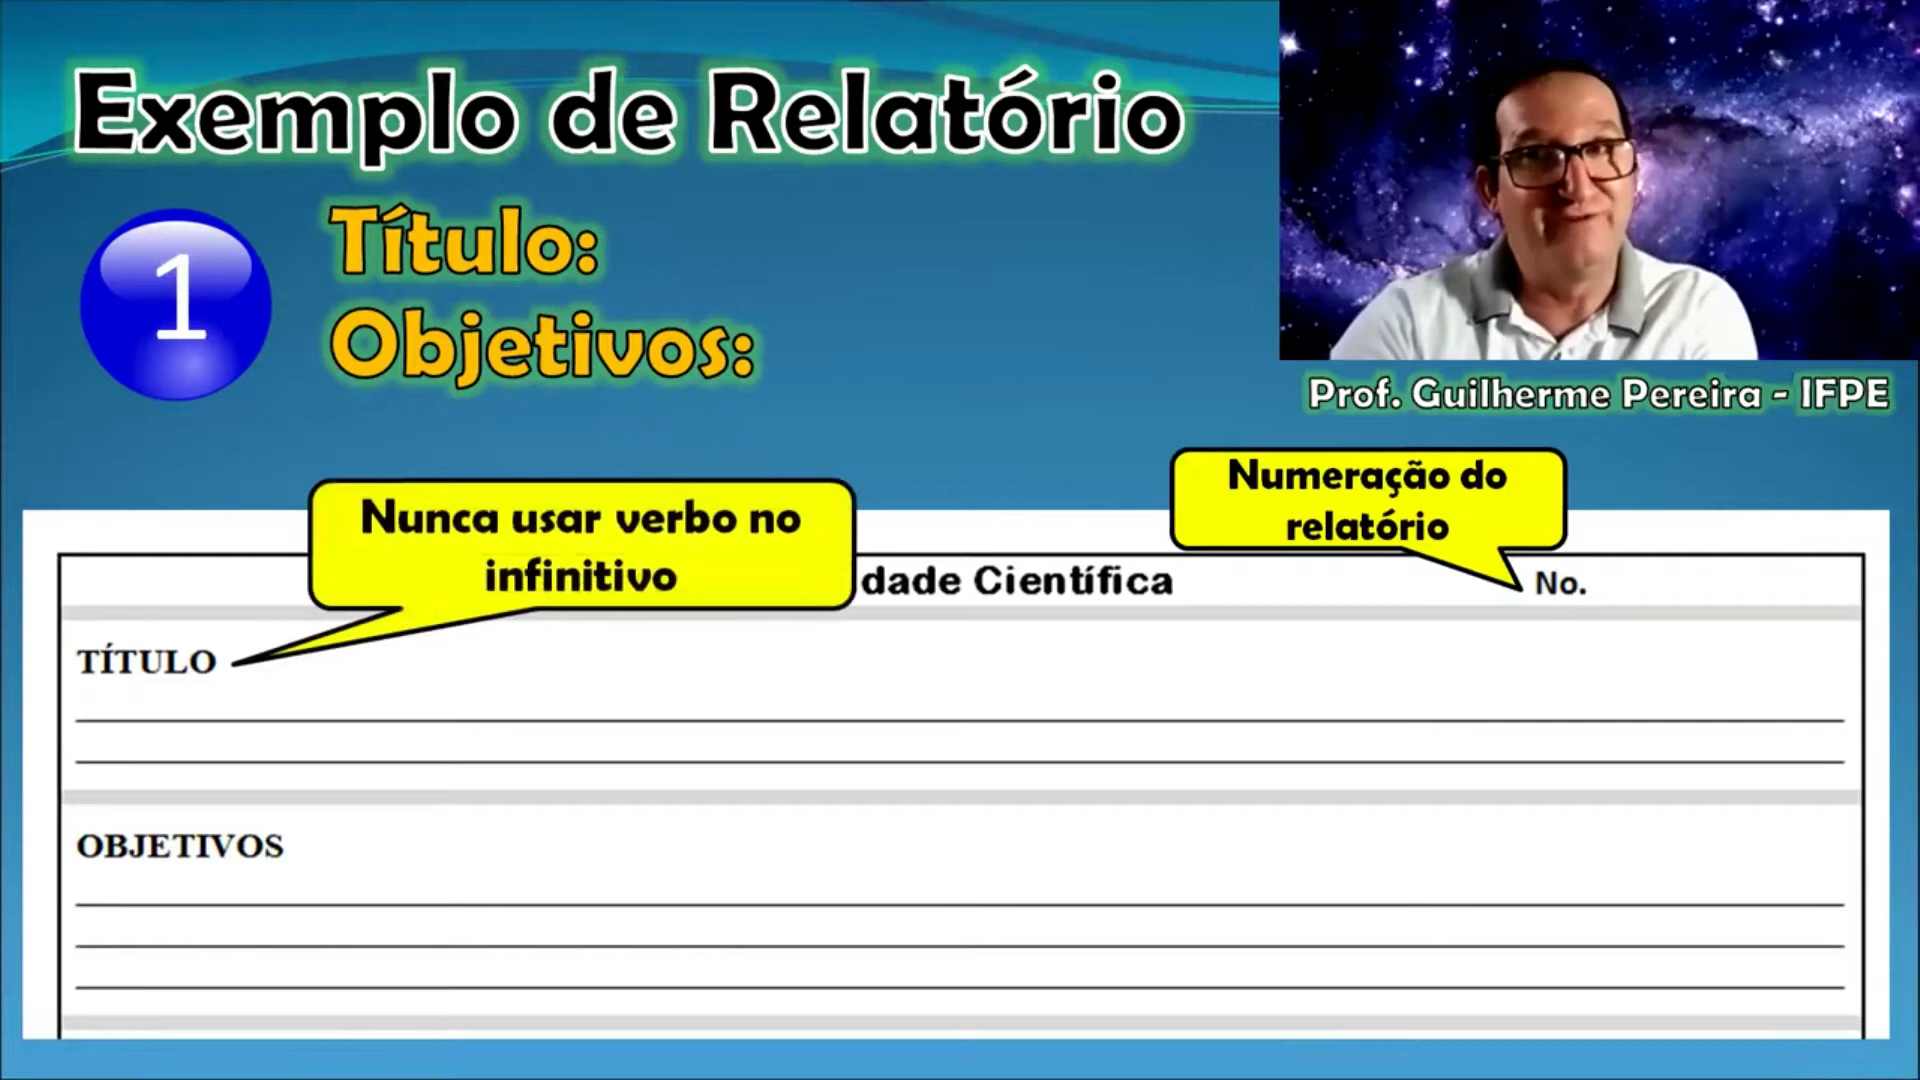 Exemplo de Relatório
1
Título:
Objetivos:
Prof. Guilherme Pereira - IFPE
Nunca usar verbo no
infinitivo
Numeração do
relatório
dade Científica
No.
TÍTULO
OBJETIVOS